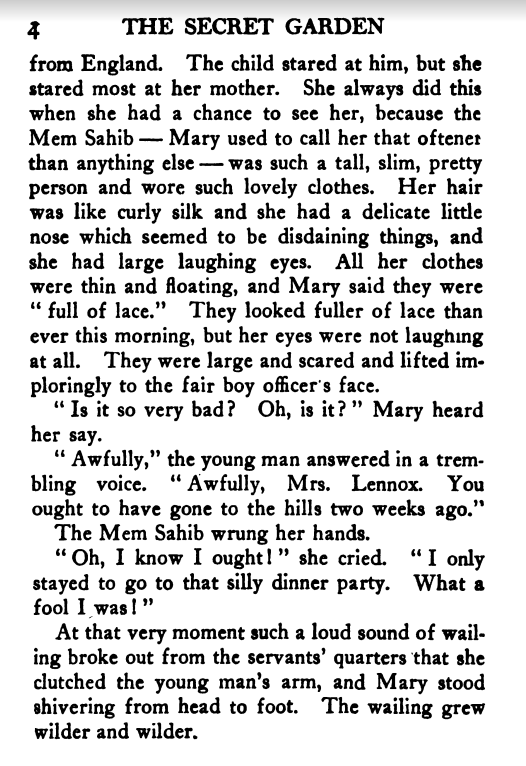 4 THE SECRET GARDEN
from England. The child stared at him, but she
stared most at her mother. She always did this
when she had a chance to see her, because the
Mem Sahib — Mary used to call her that oftener
than anything else — was such a tall, slim, pretty
person and wore such lovely clothes. Her hair
was like curly silk and she had a delicate little
nose which seemed to be disdaining things, and
she had large laughing eyes. All her clothes
were thin and floating, and Mary said they were
“ full of lace.” They looked fuller of lace than
ever this morning, but her eyes were not laughing
at all. They were large and scared and lifted im-
ploringly to the fair boy officer's face.
“ Is it so very bad? Oh, is it? ” Mary heard
her say.
“ Awfully,” the young man answered in a trem-
bling voice. “ Awfully, Mrs. Lennox. You
ought to have gone to the hills two weeks ago.”
The Mem Sahib wrung her hands.
“ Oh, I know I ought! ” she cried. “ I only
stayed to go to that silly dinner party. What a
fool I was! ”
At that very moment such a loud sound of wail-
ing broke out from the servants’ quarters that she
clutched the young man’s arm, and Mary stood
shivering from head to foot. The wailing grew
wilder and wilder.